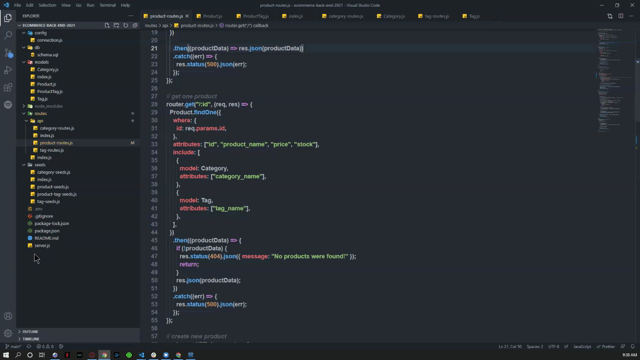 File Edit Selection View Go Run Terminal Help
product-routes.js - ecommerce-back-end-2021 - Visual Studio Code
EXPLORER
product-routes.js M Product.js ProductTag.js index.js category-routes.js Category.js tag-routes.js Tag.js
ECOMMERCE-BACK-END-2021
routes > api > product-routes.js > router.get("/") callback
config
connection.js
db
schema.sql
models
Category.js
index.js
Product.js
ProductTag.js
Tag.js
node_modules
routes
api
category-routes.js
index.js
product-routes.js M
tag-routes.js
index.js
seeds
category-seeds.js
index.js
product-seeds.js
product-tag-seeds.js
tag-seeds.js
.env
.gitignore
package-lock.json
package.json
README.md
server.js
OUTLINE
TIMELINE
19 })
20
21 .then((productData) => res.json(productData))
22 .catch((err) => {
23 res.status(500).json(err);
24 });
25 });
26
27 // get one product
28 router.get("/:id", (req, res) => {
29 Product.findOne({
30 where: {
31 id: req.params.id,
32 },
33 attributes: ["id", "product_name", "price", "stock"],
34 include: [
35 {
36 model: Category,
37 attributes: ["category_name"],
38 },
39 {
40 model: Tag,
41 attributes: ["tag_name"],
42 },
43 ],
44 })
45 .then((productData) => {
46 if (!productData) {
47 res.status(404).json({ message: "No products were found!" });
48 return;
49 }
50 res.json(productData);
51 })
52 .catch((err) => {
53 res.status(500).json(err);
54 });
55 });
56
57 // create new product
main*
Ln 21, Col 50 Spaces: 2 UTF-8 LF JavaScript Prettier